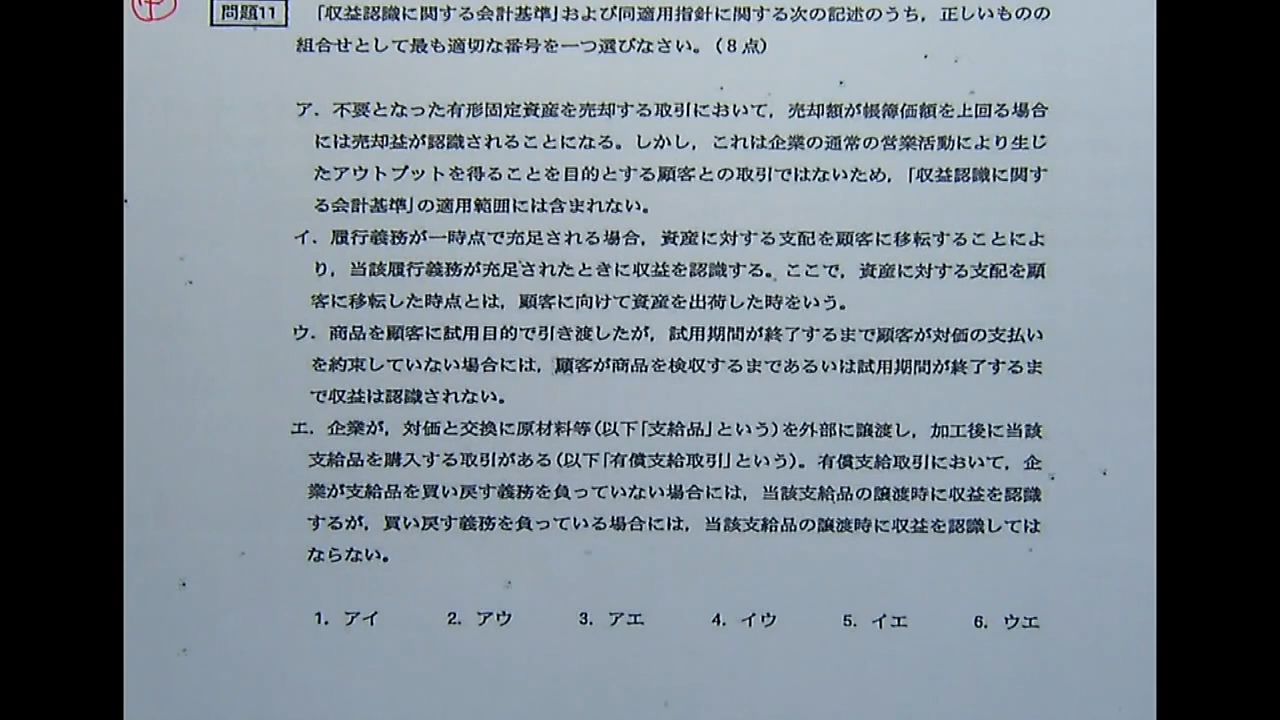 中
問題11 「収益認識に関する会計基準」および同適用指針に関する次の記述のうち，正しいものの
組合せとして最も適切な番号を一つ選びなさい。（8点）
ア．不要となった有形固定資産を売却する取引において，売却額が帳簿価額を上回る場合
には売却益が認識されることになる。しかし，これは企業の通常の営業活動により生じ
たアウトプットを得ることを目的とする顧客との取引ではないため，「収益認識に関す
る会計基準」の適用範囲には含まれない。
イ．履行義務が一時点で充足される場合，資産に対する支配を顧客に移転することによ
り，当該履行義務が充足されたときに収益を認識する。ここで，資産に対する支配を顧
客に移転した時点とは，顧客に向けて資産を出荷した時をいう。
ウ．商品を顧客に試用目的で引き渡したが，試用期間が終了するまで顧客が対価の支払い
を約束していない場合には，顧客が商品を検収するまであるいは試用期間が終了するま
で収益は認識されない。
エ．企業が，対価と交換に原材料等（以下「支給品」という）を外部に譲渡し，加工後に当該
支給品を購入する取引がある（以下「有償支給取引」という）。有償支給取引において，企
業が支給品を買い戻す義務を負っていない場合には，当該支給品の譲渡時に収益を認識
するが，買い戻す義務を負っている場合には，当該支給品の譲渡時に収益を認識しては
ならない。
1．アイ 2．アウ 3．アエ 4．イウ 5．イエ 6．ウエ